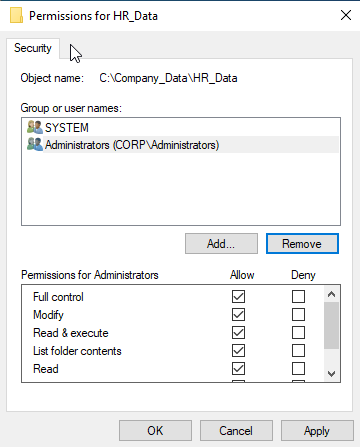 Permissions for HR_Data
Security
Object name: C:\Company_Data\HR_Data
Group or user names:
SYSTEM
Administrators (CORP\Administrators)
Add... Remove
Permissions for Administrators Allow Deny
Full control
Modify
Read & execute
List folder contents
Read
OK Cancel Apply